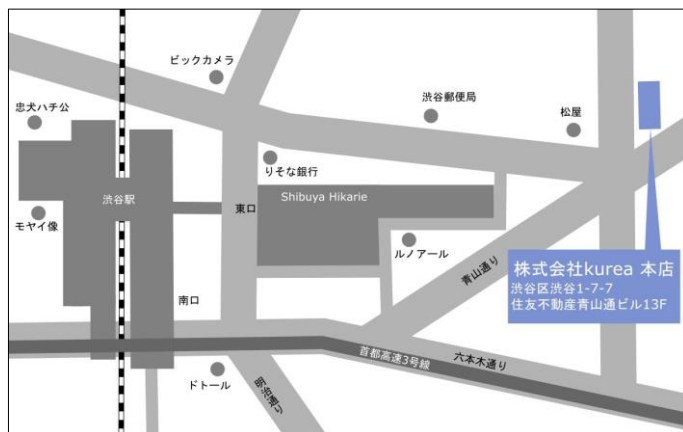 ビックカメラ
忠犬ハチ公
渋谷郵便局
松屋
りそな銀行
渋谷駅
Shibuya Hikarie
東口
モヤイ像
ルノアール
青山通り
株式会社kurea 本店
渋谷区渋谷1-7-7
住友不動産青山通ビル13F
南口
首都高速3号線
六本木通り
ドトール
明治通り